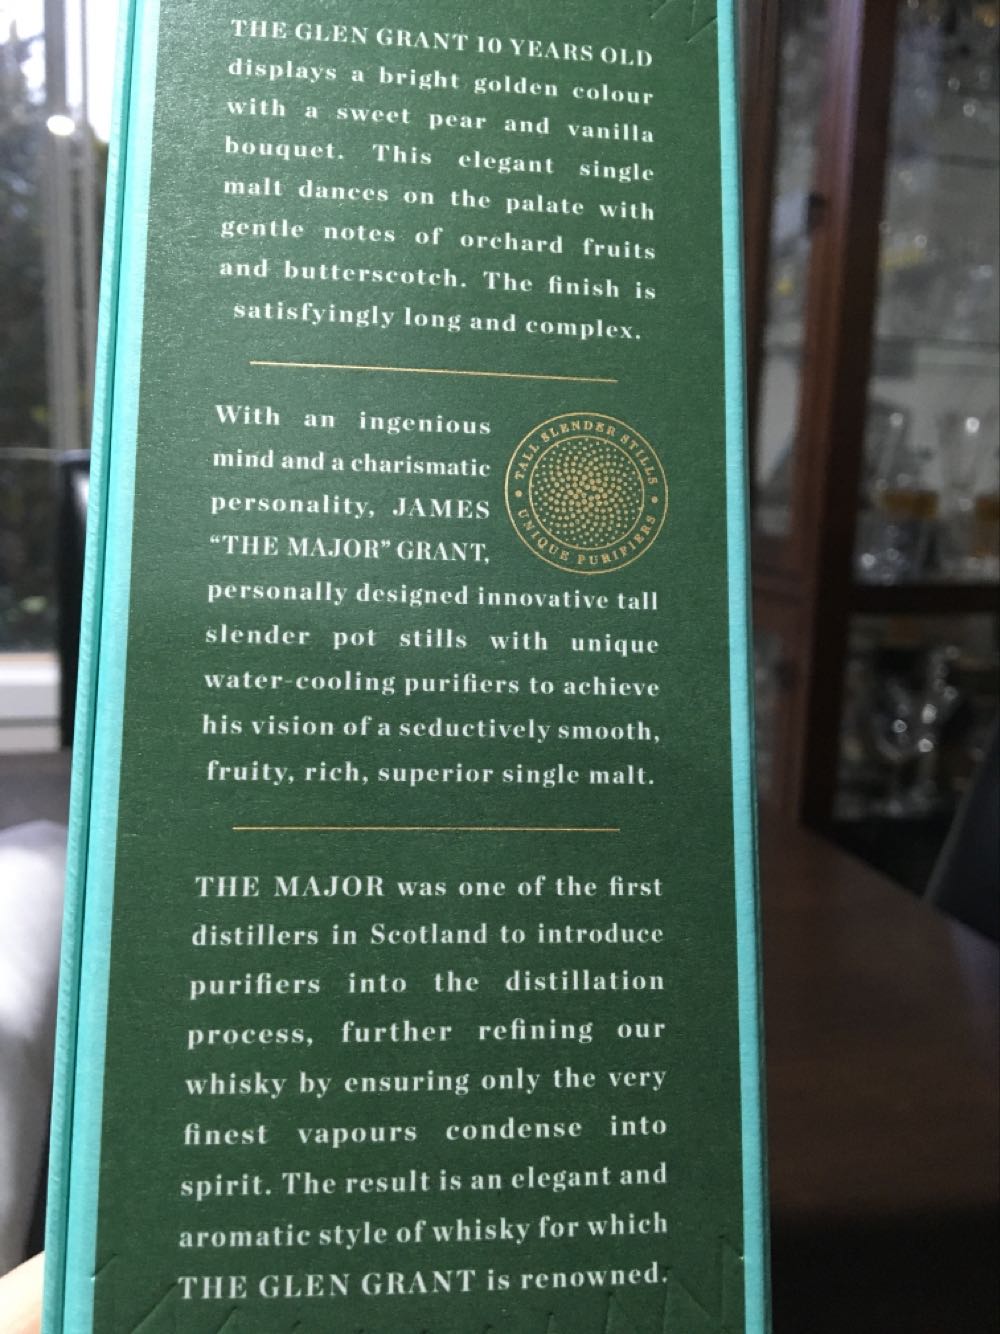 THE GLEN GRANT 10 YEARS OLD
displays a bright golden colour
with a sweet pear and vanilla
bouquet. This elegant single
malt dances on the palate with
gentle notes of orchard fruits
and butterscotch. The finish is
satisfyingly long and complex.
With an ingenious
mind and a charismatic
personality, JAMES
“THE MAJOR” GRANT,
TALL SLENDER STILLS
UNIQUE PURIFIERS
personally designed innovative tall
slender pot stills with unique
water-cooling purifiers to achieve
his vision of a seductively smooth,
fruity, rich, superior single malt.
THE MAJOR was one of the first
distillers in Scotland to introduce
purifiers into the distillation
process, further refining our
whisky by ensuring only the very
finest vapours condense into
spirit. The result is an elegant and
aromatic style of whisky for which
THE GLEN GRANT is renowned.